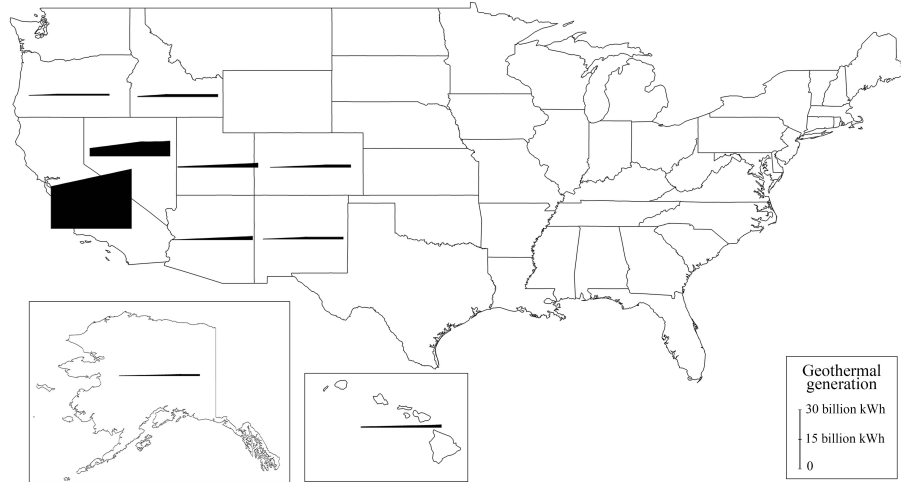 Geothermal
generation
30 billion kWh
15 billion kWh
0